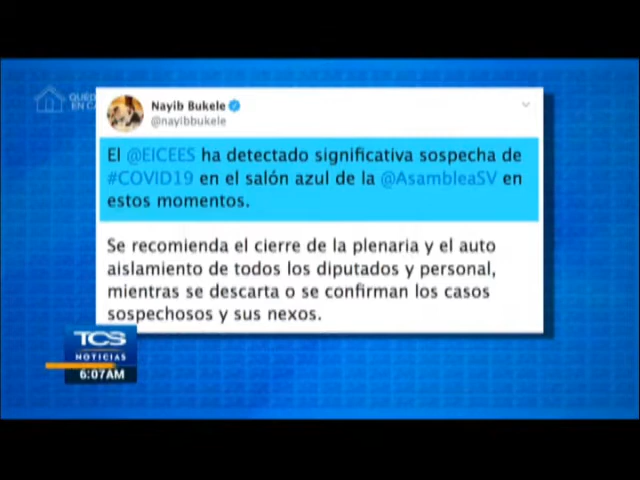 QUÉD
EN CA
Nayib Bukele
@nayibbukele
El @EICEES ha detectado significativa sospecha de
#COVID19 en el salón azul de la @AsambleaSV en
estos momentos.
Se recomienda el cierre de la plenaria y el auto
aislamiento de todos los diputados y personal,
mientras se descarta o se confirman los casos
sospechosos y sus nexos.
TCS
NOTICIAS
6:07AM